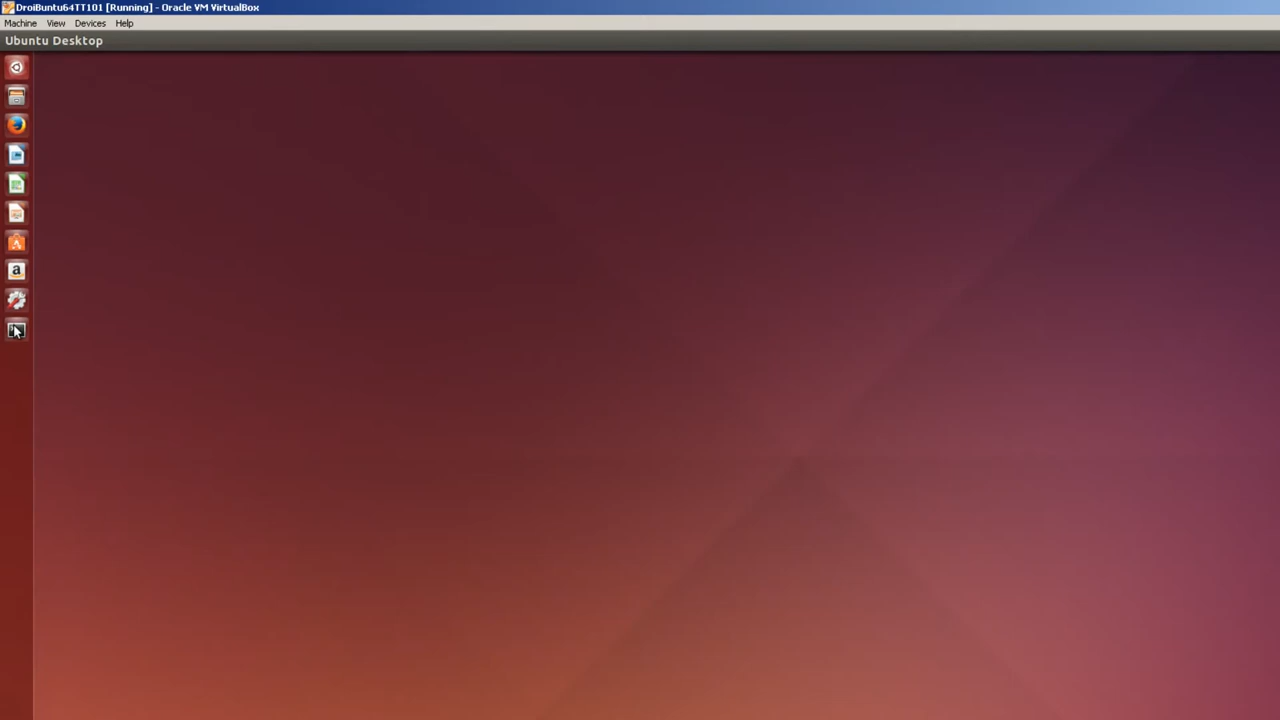 DroiBuntu64TT101 [Running] - Oracle VM VirtualBox
Machine View Devices Help
Ubuntu Desktop
a